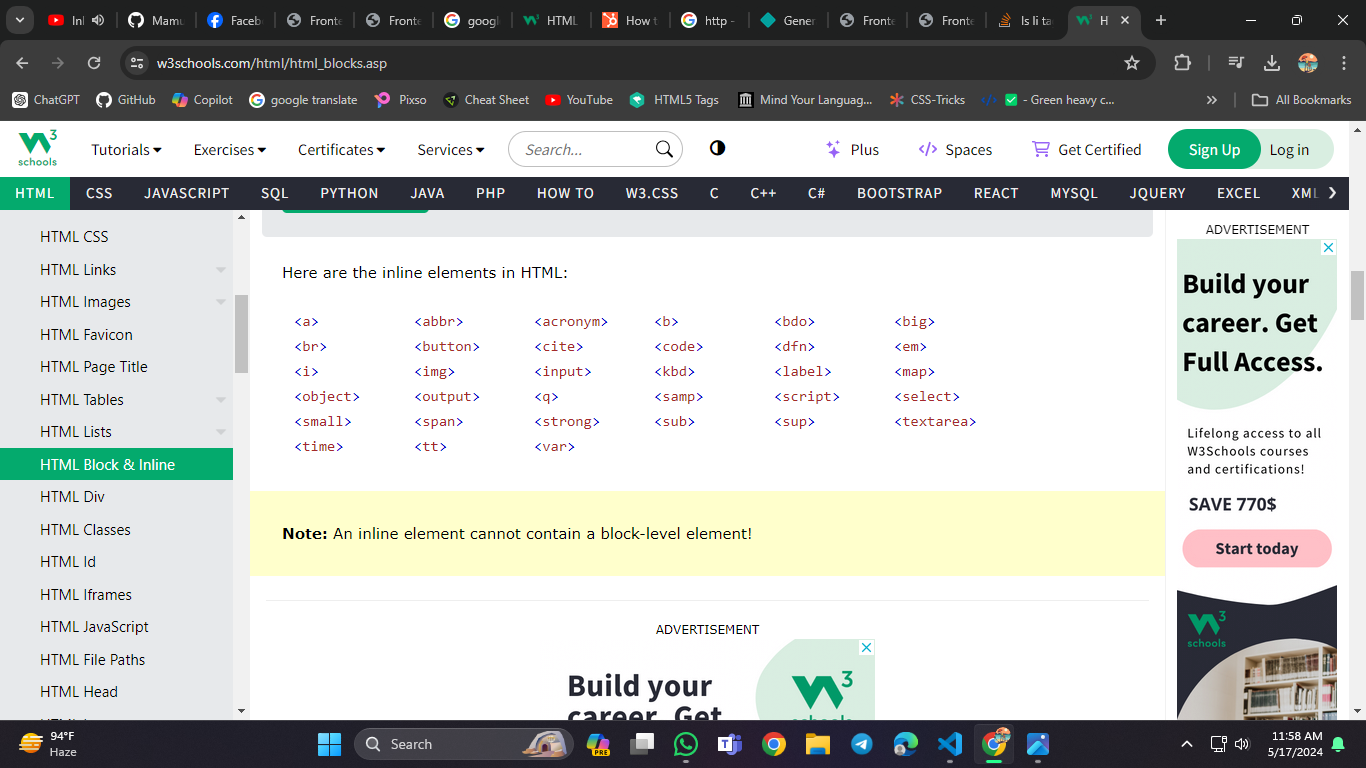 Inl
Mamu
Facebo
Fronte
Fronte
google
HTML
How t
http -
Gener
Fronte
Fronte
Is li ta
H
w3schools.com/html/html_blocks.asp
ChatGPT
GitHub
Copilot
google translate
Pixso
Cheat Sheet
YouTube
HTML5 Tags
Mind Your Languag...
CSS-Tricks
- Green heavy c...
All Bookmarks
W3 schools
Tutorials
Exercises
Certificates
Services
Search...
Plus
Spaces
Get Certified
Sign Up
Log in
HTML CSS JAVASCRIPT SQL PYTHON JAVA PHP HOW TO W3.CSS C C++ C# BOOTSTRAP REACT MYSQL JQUERY EXCEL XML
HTML CSS
HTML Links
HTML Images
HTML Favicon
HTML Page Title
HTML Tables
HTML Lists
HTML Block & Inline
HTML Div
HTML Classes
HTML Id
HTML Iframes
HTML JavaScript
HTML File Paths
HTML Head
Here are the inline elements in HTML:
<a> <abbr> <acronym> <b> <bdo> <big>
<br> <button> <cite> <code> <dfn> <em>
<i> <img> <input> <kbd> <label> <map>
<object> <output> <q> <samp> <script> <select>
<small> <span> <strong> <sub> <sup> <textarea>
<time> <tt> <var>
Note: An inline element cannot contain a block-level element!
ADVERTISEMENT
Build your
career. Get
W3
schools
ADVERTISEMENT
Build your
career. Get
Full Access.
Lifelong access to all
W3Schools courses
and certifications!
SAVE 770$
Start today
W3
schools
94°F
Haze
Search
PRE
11:58 AM
5/17/2024